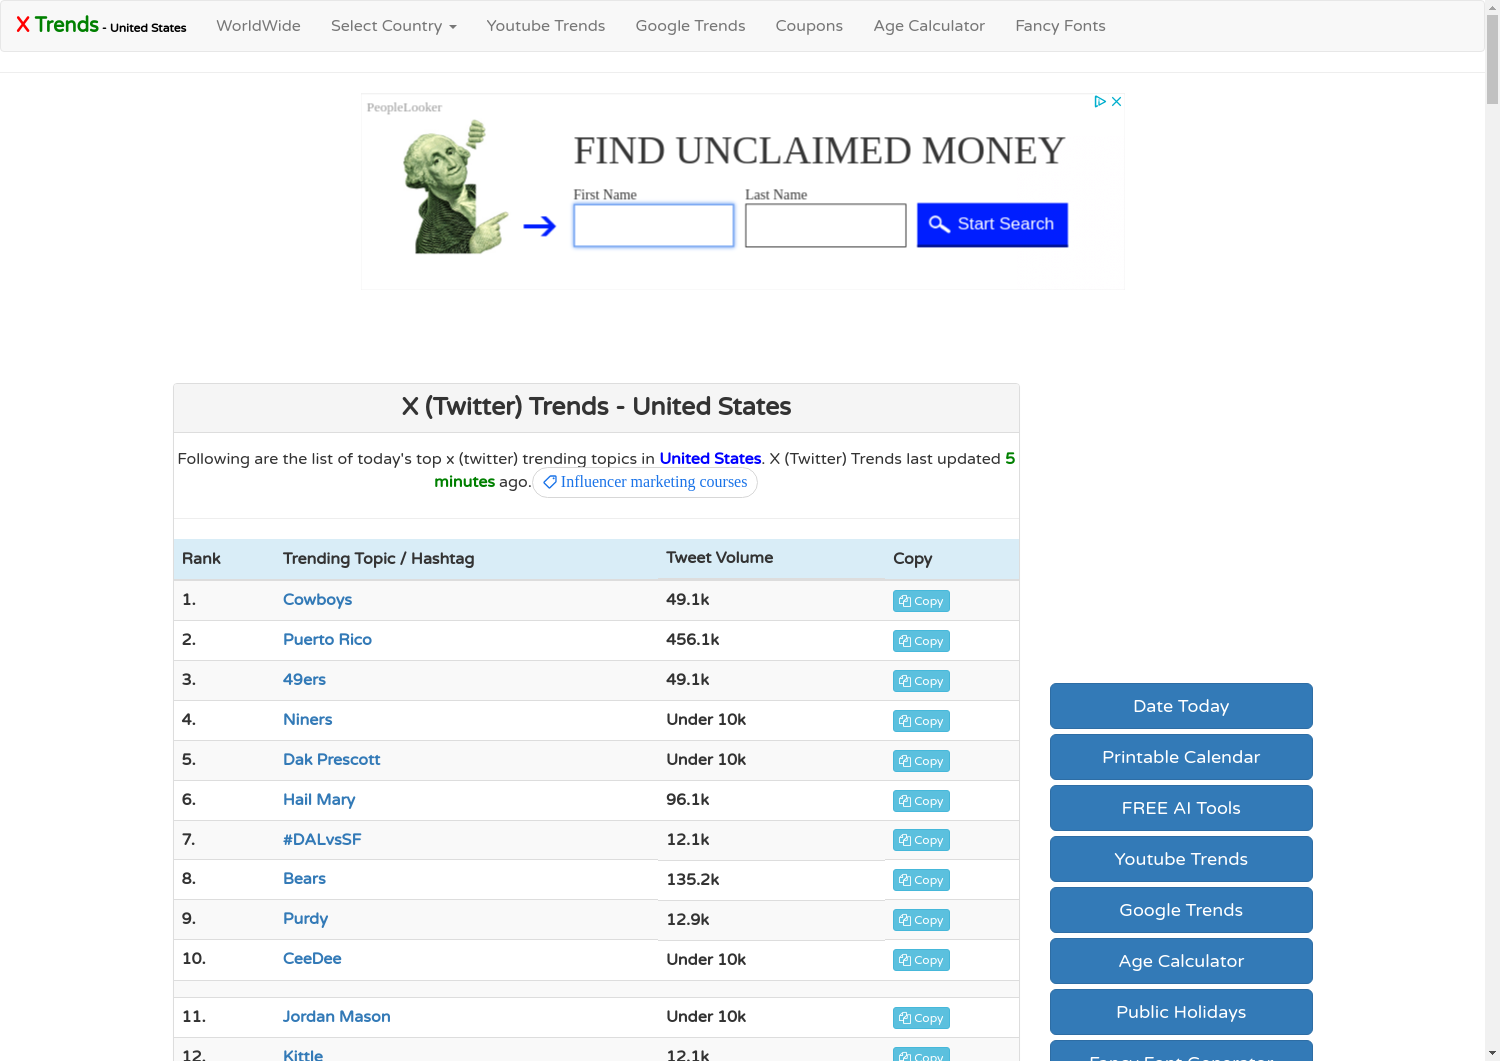 X Trends - United States WorldWide Select Country Youtube Trends Google Trends Coupons Age Calculator Fancy Fonts
PeopleLooker
FIND UNCLAIMED MONEY
First Name Last Name
Start Search
X (Twitter) Trends - United States
Following are the list of today's top x (twitter) trending topics in United States. X (Twitter) Trends last updated 5
minutes ago. Influencer marketing courses
Rank Trending Topic / Hashtag Tweet Volume Copy
1. Cowboys 49.1k Copy
2. Puerto Rico 456.1k Copy
3. 49ers 49.1k Copy
4. Niners Under 10k Copy
5. Dak Prescott Under 10k Copy
6. Hail Mary 96.1k Copy
7. #DALvsSF 12.1k Copy
8. Bears 135.2k Copy
9. Purdy 12.9k Copy
10. CeeDee Under 10k Copy
11. Jordan Mason Under 10k Copy
12. Kittle 12.1k Copy
Date Today
Printable Calendar
FREE AI Tools
Youtube Trends
Google Trends
Age Calculator
Public Holidays
Fancy Font Generator